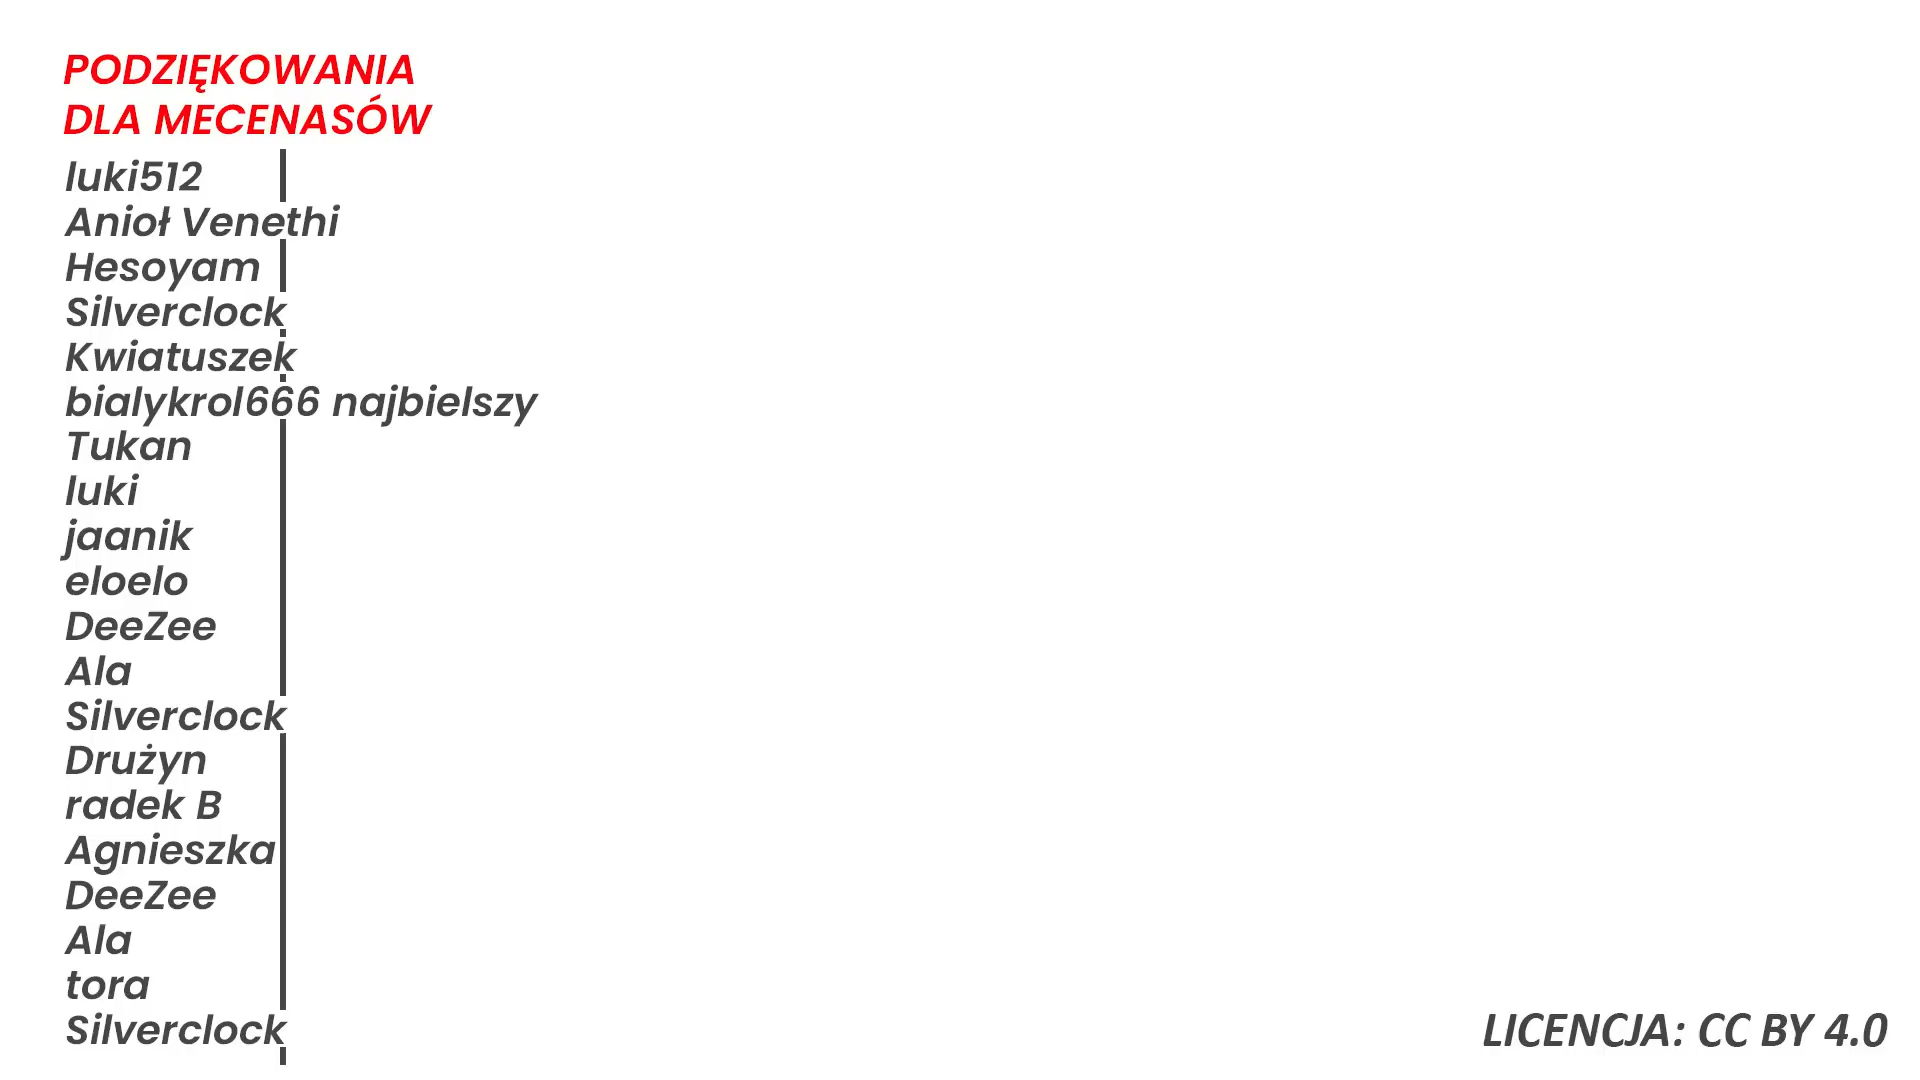 PODZIĘKOWANIA
DLA MECENASÓW
luki512
Anioł Venethi
Hesoyam
Silverclock
Kwiatuszek
bialykrol666 najbielszy
Tukan
luki
jaanik
eloelo
DeeZee
Ala
Silverclock
Drużyn
radek B
Agnieszka
DeeZee
Ala
tora
Silverclock
LICENCJA: CC BY 4.0